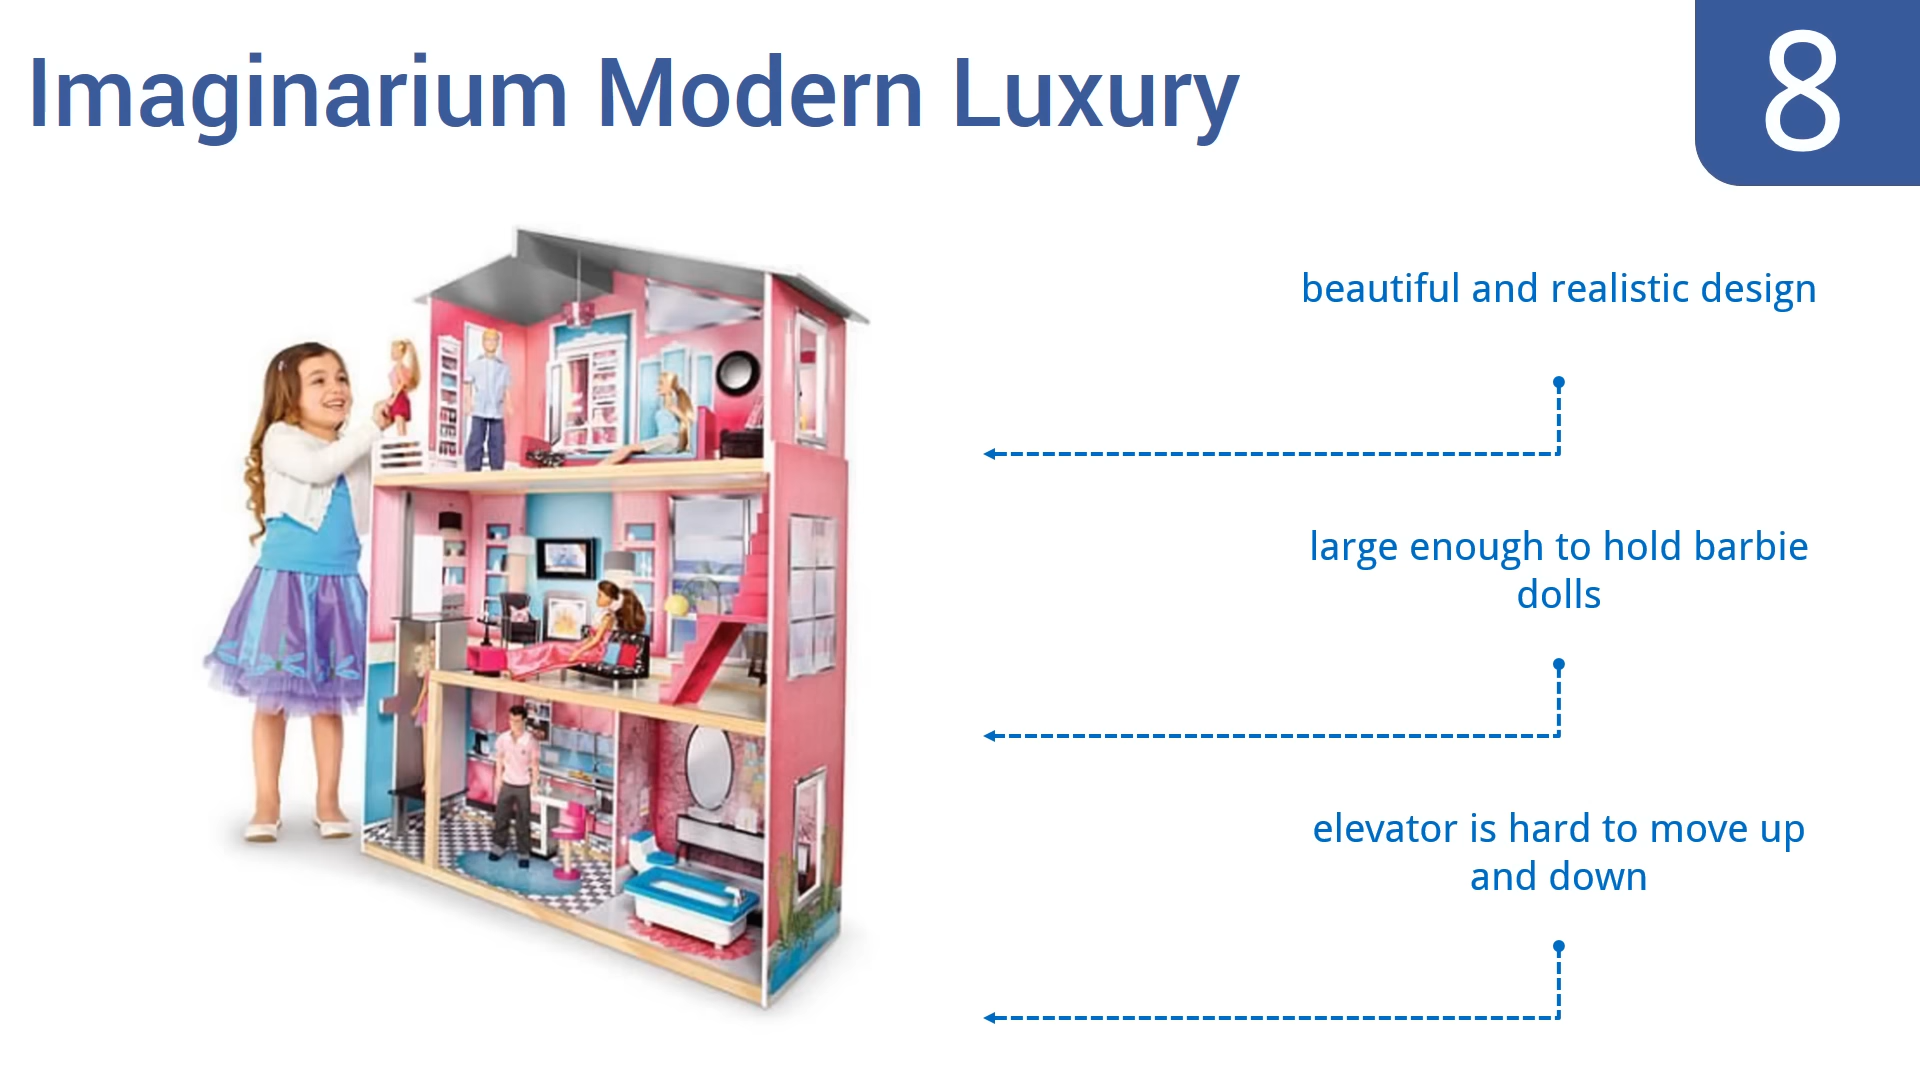 Imaginarium Modern Luxury
8
beautiful and realistic design
large enough to hold barbie
dolls
elevator is hard to move up
and down